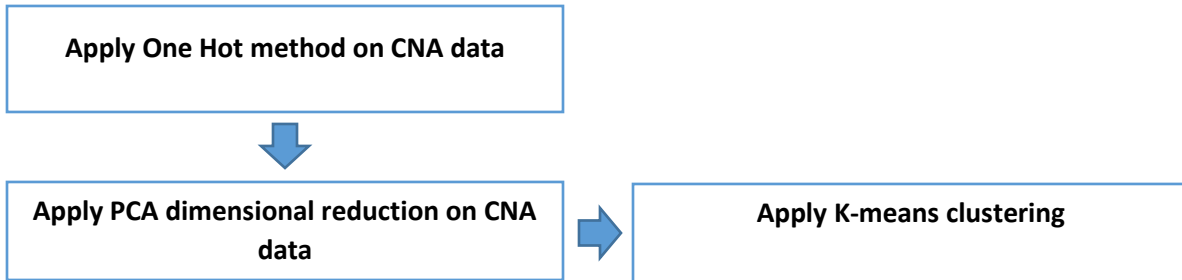 Apply One Hot method on CNA data
Apply PCA dimensional reduction on CNA
data
Apply K-means clustering